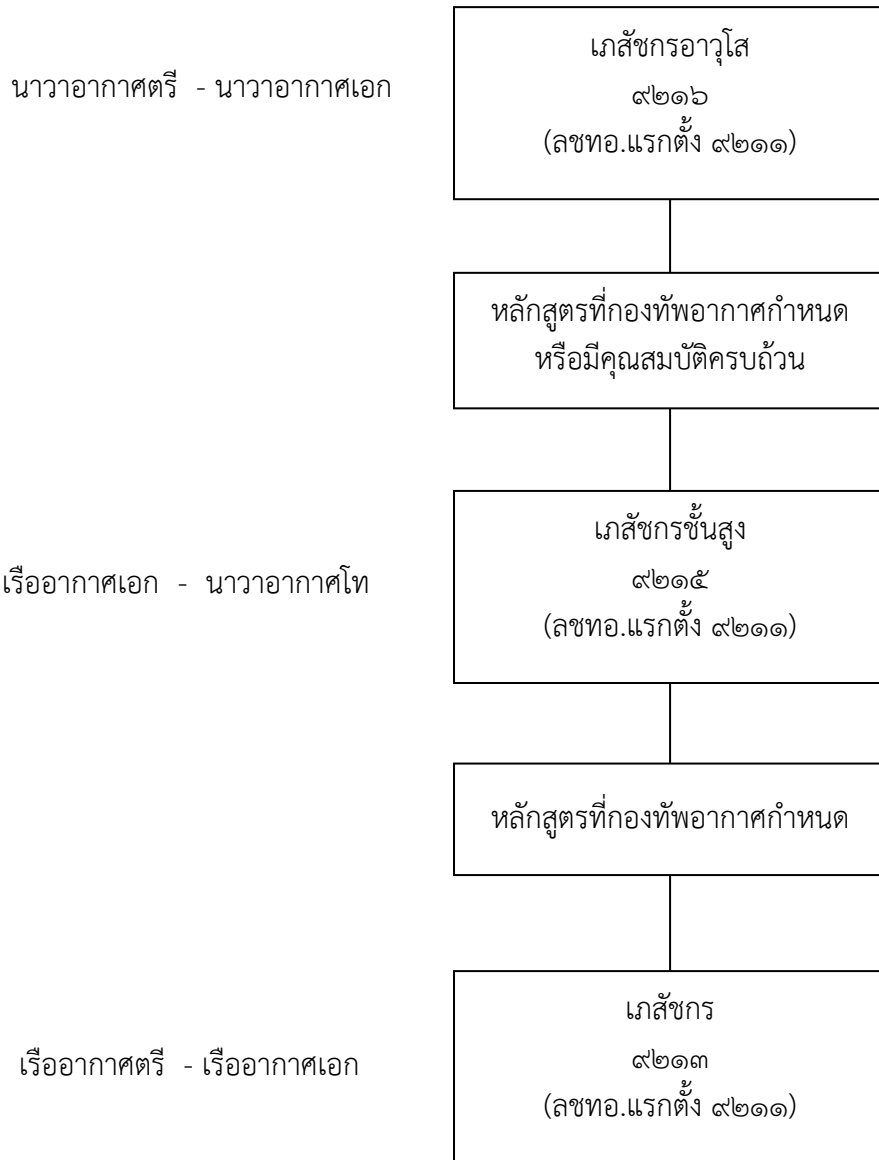 เภสัชกรอาวุโส
นาวาอากาศตรี - นาวาอากาศเอก
๙๒๑๖
(ลชทอ.แรกตั้ง ๙๒๑๑)
หลักสูตรที่กองทัพอากาศกำหนด
หรือมีคุณสมบัติครบถ้วน
เภสัชกรชั้นสูง
เรืออากาศเอก - นาวาอากาศโท
๙๒๑๕
(ลชทอ.แรกตั้ง ๙๒๑๑)
หลักสูตรที่กองทัพอากาศกำหนด
เภสัชกร
เรืออากาศตรี - เรืออากาศเอก
๙๒๑๓
(ลชทอ.แรกตั้ง ๙๒๑๑)